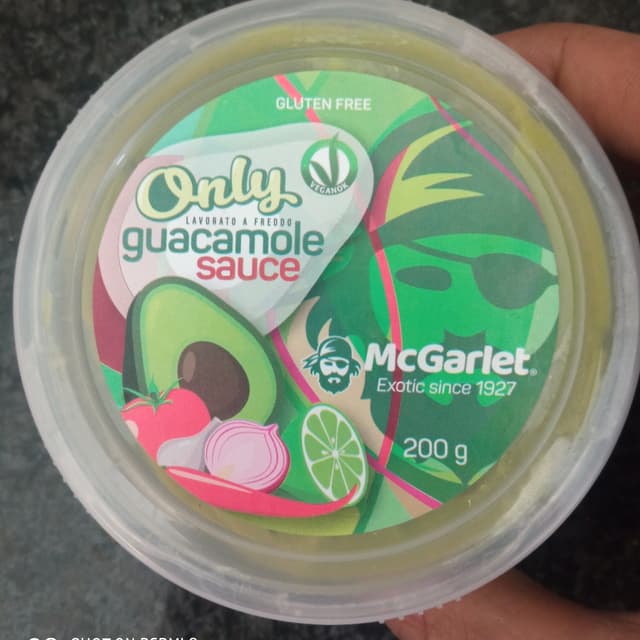 GLUTEN FREE
Only
VEGANOK
LAVORATO A FREDDO
guacamole
sauce
McGarlet®
Exotic since 1927
200 g